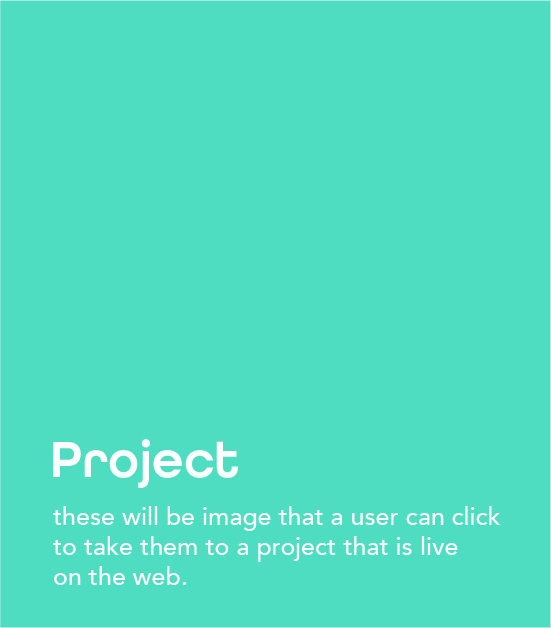 Project
these will be image that a user can click
to take them to a project that is live
on the web.